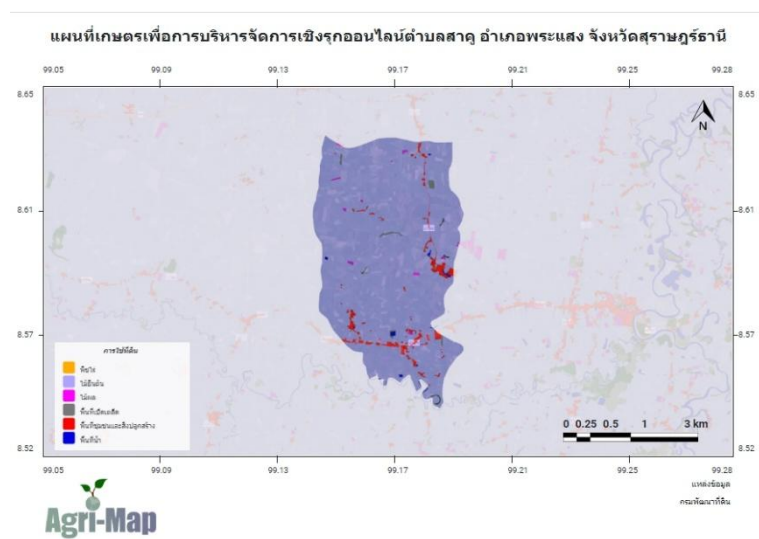 แผนที่เกษตรเพื่อการบริหารจัดการเชิงรุกออนไลน์ตำบลสาคู อำเภอพระแสง จังหวัดสุราษฎร์ธานี
99.05 99.09 99.13 99.17 99.21 99.25 99.28
8.65 8.65
N
8.61 8.61
8.57 8.57
การใช้ที่ดิน
พืชไร่
ไม้ยืนต้น
ไม้ผล
พื้นที่เบ็ดเตล็ด
พื้นที่ชุมชนและสิ่งปลูกสร้าง
พื้นที่น้ำ
0 0.25 0.5 1 3 km
8.52 8.52
99.05 99.09 99.13 99.17 99.21 99.25 99.28
แหล่งข้อมูล
กรมพัฒนาที่ดิน
Agri-Map